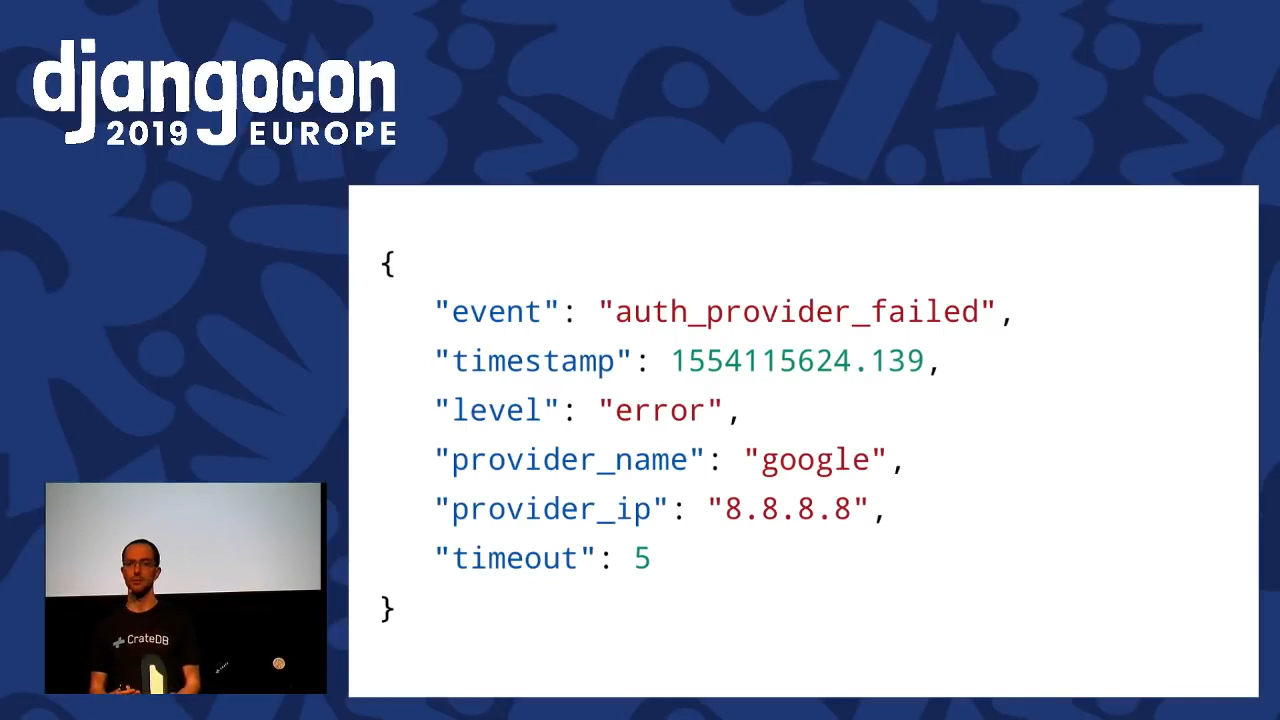 djangocon
2019 EUROPE
{
"event": "auth_provider_failed",
"timestamp": 1554115624.139,
"level": "error",
"provider_name": "google",
"provider_ip": "8.8.8.8",
"timeout": 5
}
CrateDB